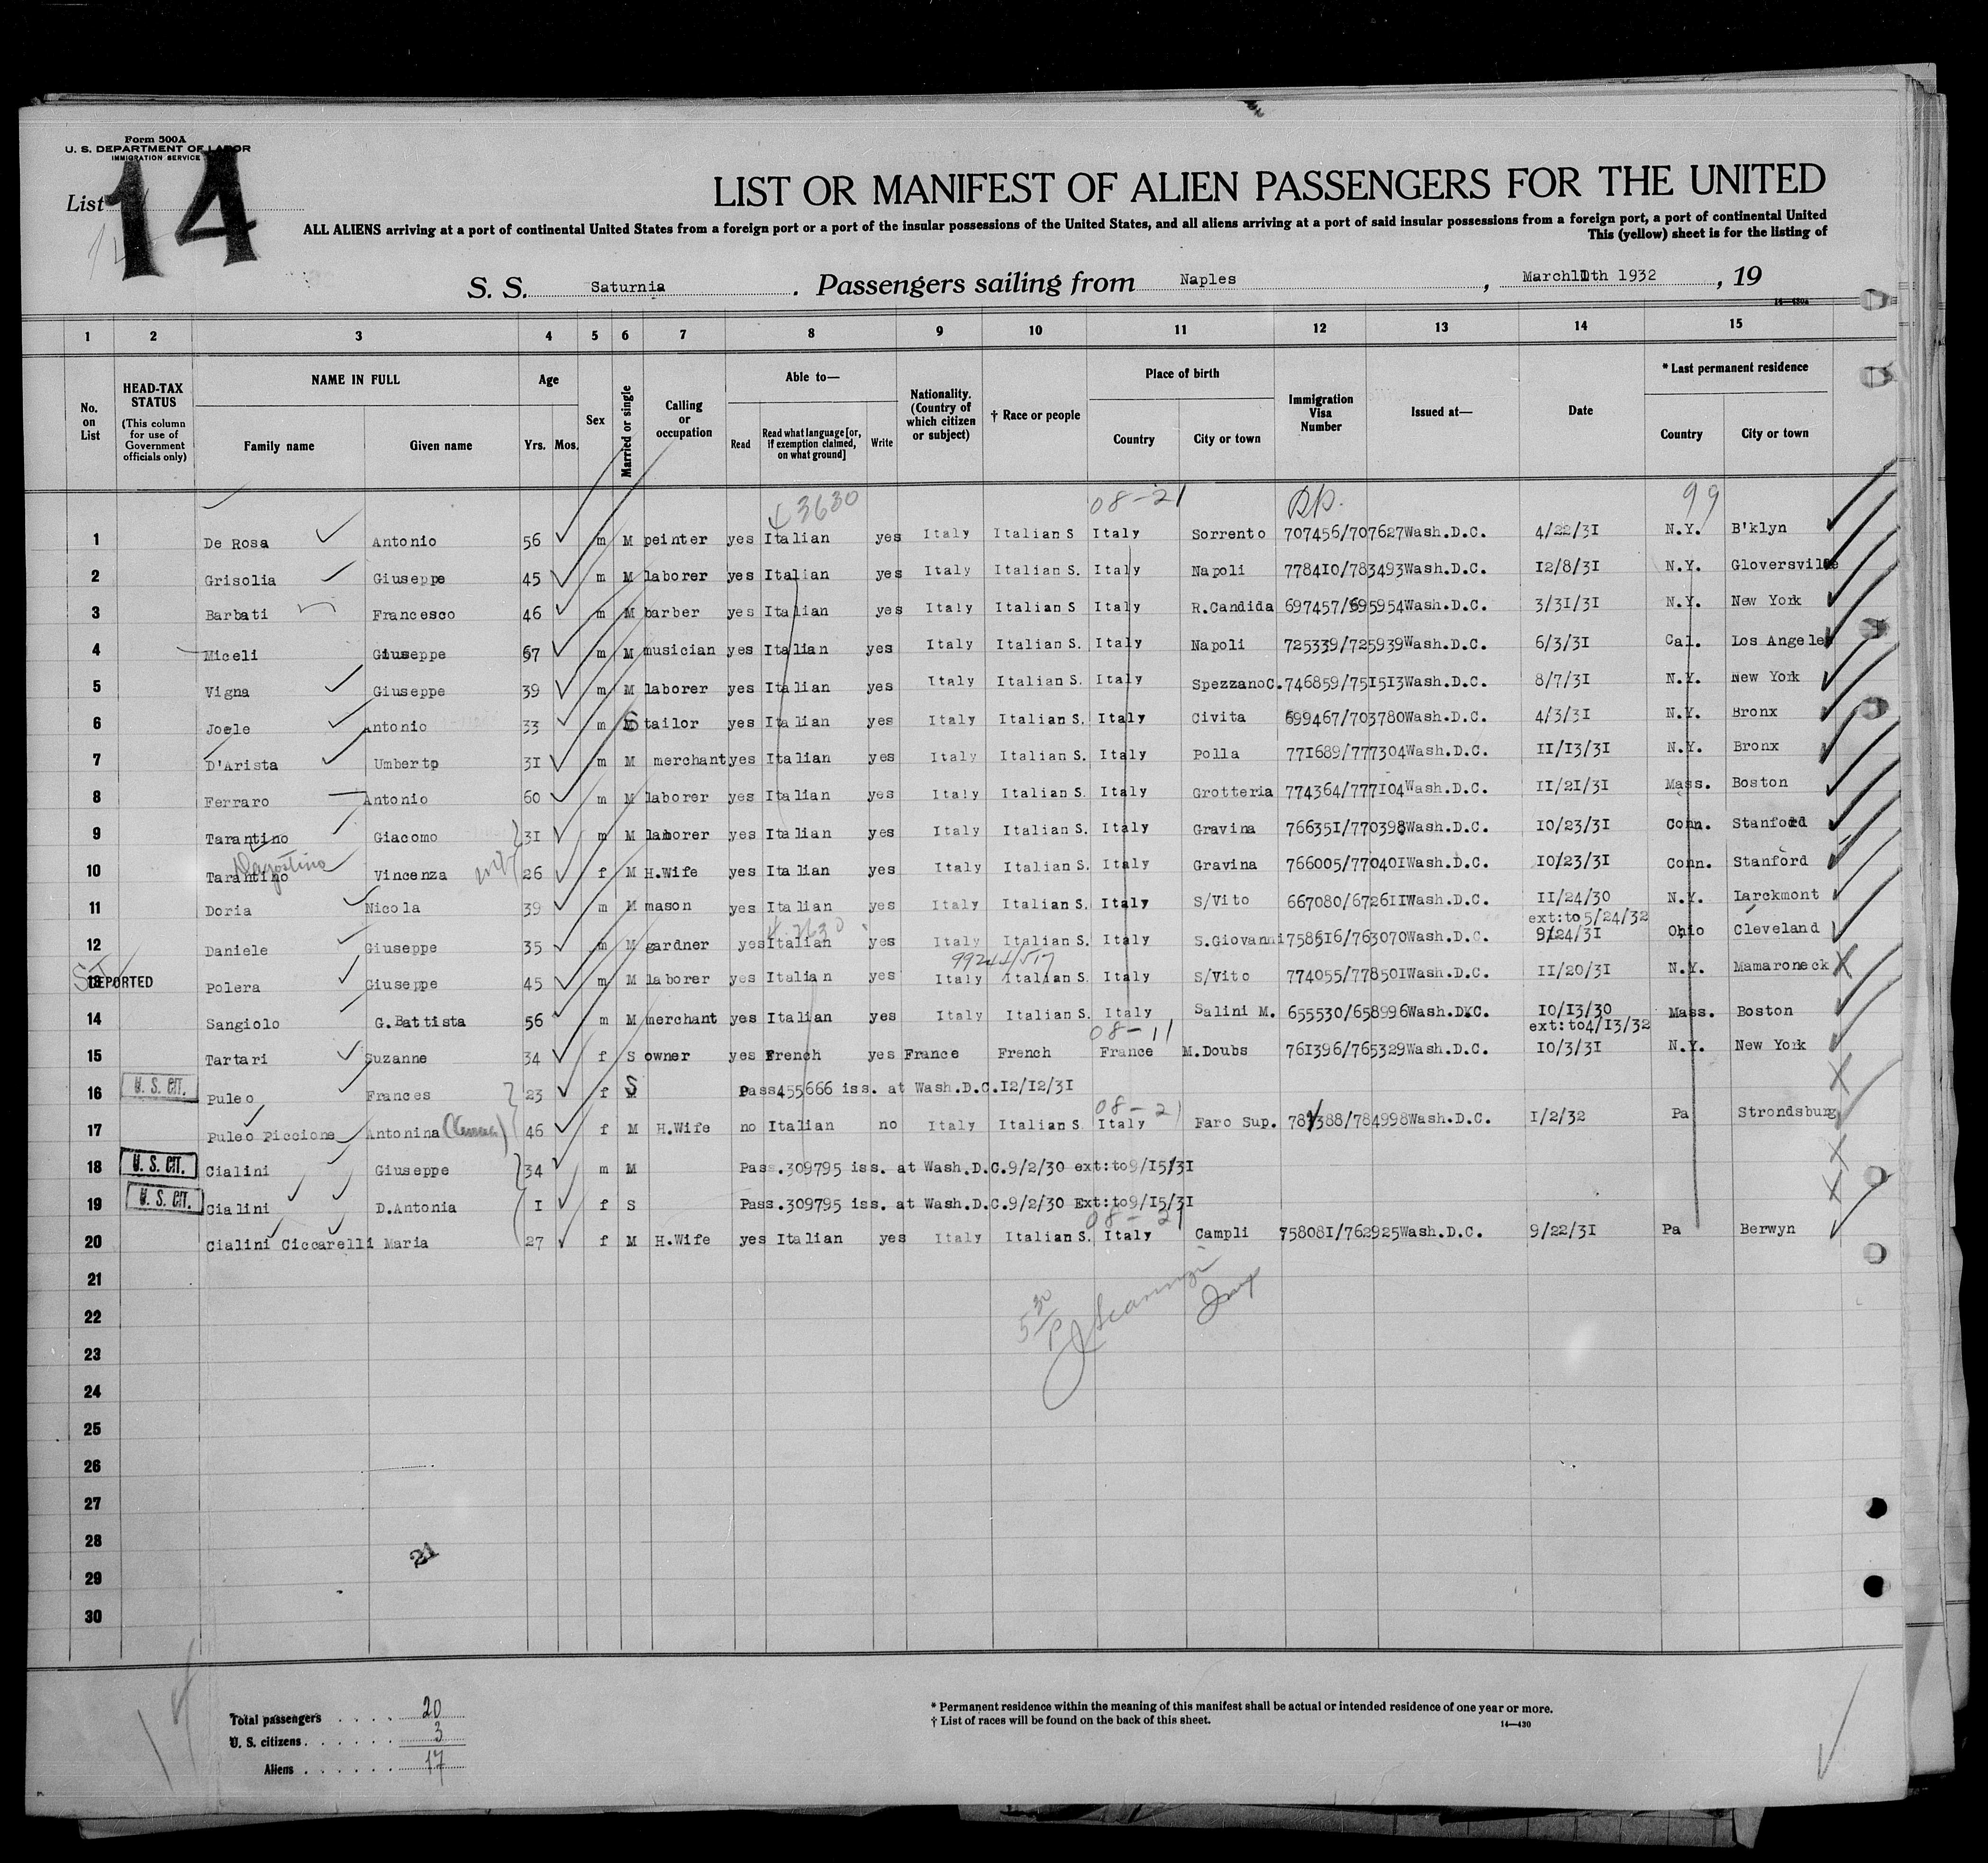 Form 500A
U. S. DEPARTMENT OF LABOR
IMMIGRATION SERVICE
List 14
LIST OR MANIFEST OF ALIEN PASSENGERS FOR THE UNITED
ALL ALIENS arriving at a port of continental United States from a foreign port or a port of the insular possessions of the United States, and all aliens arriving at a port of said insular possessions from a foreign port, a port of continental United
This (yellow) sheet is for the listing of
S. S. Saturnia . Passengers sailing from Naples , March 11th 1932 , 19
14—430a
1 2 3 4 5 6 7 8 9 10 11 12 13 14 15
No. on List
HEAD-TAX STATUS
(This column for use of Government officials only)
NAME IN FULL
Family name
Given name
Age
Yrs. Mos.
Sex
Married or single
Calling or occupation
Able to—
Read
Read what language [or, if exemption claimed, on what ground]
Write
Nationality. (Country of which citizen or subject)
† Race or people
Place of birth
Country
City or town
Immigration Visa Number
Issued at—
Date
* Last permanent residence
Country
City or town
3630 08-21 99
1 De Rosa Antonio 56 m M peinter yes Italian yes Italy Italian S Italy Sorrento 707456/707627 Wash.D.C. 4/22/31 N.Y. B'klyn
2 Grisolia Giuseppe 45 m M laborer yes Italian yes Italy Italian S. Italy Napoli 778410/783493 Wash.D.C. 12/8/31 N.Y. Gloversville
3 Barbati Francesco 46 m M barber yes Italian yes Italy Italian S Italy R.Candida 697457/695954 Wash.D.C. 3/31/31 N.Y. New York
4 Miceli Giuseppe 67 m M musician yes Italian yes Italy Italian S. Italy Napoli 725339/725939 Wash.D.C. 6/3/31 Cal. Los Angeles
5 Vigna Giuseppe 39 m M laborer yes Italian yes Italy Italian S. Italy Spezzano C. 746859/751513 Wash.D.C. 8/7/31 N.Y. New York
6 Joele Antonio 33 m S tailor yes Italian yes Italy Italian S. Italy Civita 699467/703780 Wash.D.C. 4/3/31 N.Y. Bronx
7 D'Arista Umberto 31 m M merchant yes Italian yes Italy Italian S. Italy Polla 771689/777304 Wash.D.C. 11/13/31 N.Y. Bronx
8 Ferraro Antonio 60 m M laborer yes Italian yes Italy Italian S. Italy Grotteria 774364/777104 Wash.D.C. 11/21/31 Mass. Boston
9 Tarantino Giacomo 31 m M laborer yes Italian yes Italy Italian S. Italy Gravina 766351/770398 Wash.D.C. 10/23/31 Conn. Stanford
Dagostino
10 Tarantino Vincenza wife 26 f M H.Wife yes Italian yes Italy Italian S. Italy Gravina 766005/770401 Wash.D.C. 10/23/31 Conn. Stanford
11 Doria Nicola 39 m M mason yes Italian yes Italy Italian S. Italy S/Vito 667080/672611 Wash.D.C. 11/24/30 N.Y. Larckmont
ext:to 5/24/32
12 Daniele Giuseppe 35 m M gardner yes Italian yes Italy Italian S. Italy S.Giovanni 758616/763070 Wash.D.C. 9/24/31 Ohio Cleveland
13 DEPORTED Polera Giuseppe 45 m M laborer yes Italian yes Italy Italian S. Italy S/Vito 774055/778501 Wash.D.C. 11/20/31 N.Y. Mamaroneck
14 Sangiolo G.Battista 56 m M merchant yes Italian yes Italy Italian S. Italy Salini M. 655530/658996 Wash.D.C. 10/13/30 Mass. Boston
ext:to4/13/32
08-11
15 Tartari Suzanne 34 f S owner yes French yes France French France M.Doubs 761396/765329 Wash.D.C. 10/3/31 N.Y. New York
16 U. S. CIT. Puleo Frances 23 f S Pass455666 iss. at Wash.D.C.12/12/31
08-21
17 Puleo Piccione Antonina 46 f M H.Wife no Italian no Italy Italian S Italy Faro Sup. 781388/784998 Wash.D.C. 1/2/32 Pa Strondsburg
18 U. S. CIT. Cialini Giuseppe 34 m M Pass.309795 iss. at Wash.D.C.9/2/30 ext:to9/15/31
19 U. S. CIT. Cialini D.Antonia 1 f S Pass.309795 iss. at Wash.D.C.9/2/30 Ext:to9/15/31
08-21
20 Cialini Ciccarelli Maria 27 f M H.Wife yes Italian yes Italy Italian S. Italy Campli 758081/762925 Wash.D.C. 9/22/31 Pa Berwyn
21
22
23
24
25
26
27
28
29
30
21
14
Total passengers . . . . 20
U. S. citizens . . . . . . 3
Aliens . . . . . . 17
* Permanent residence within the meaning of this manifest shall be actual or intended residence of one year or more.
† List of races will be found on the back of this sheet.
14—430